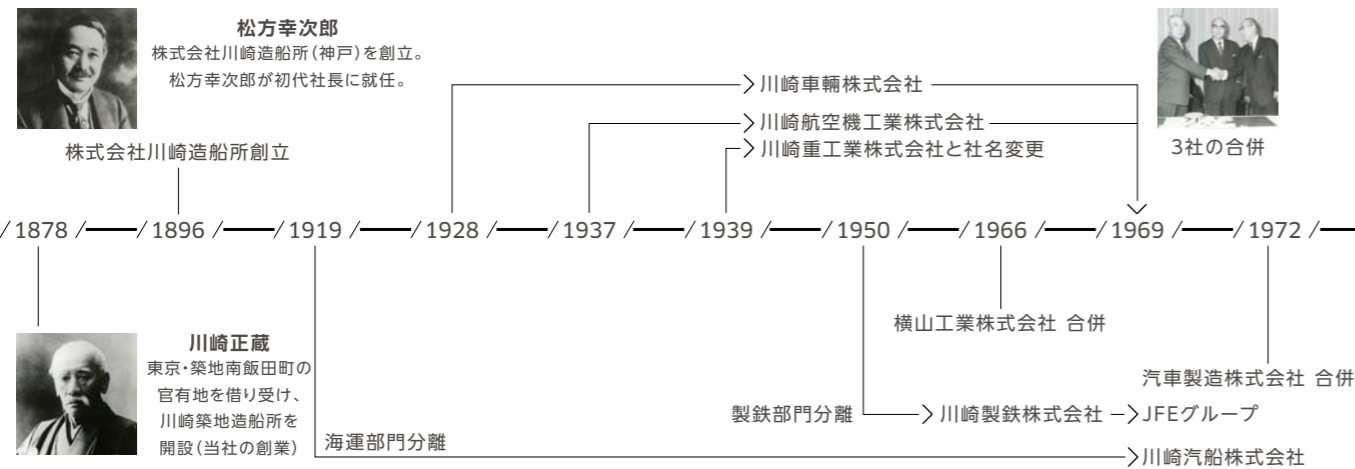 松方幸次郎
株式会社川崎造船所(神戸)を創立。
松方幸次郎が初代社長に就任。
株式会社川崎造船所創立
川崎車輛株式会社
川崎航空機工業株式会社
川崎重工業株式会社と社名変更
3社の合併
1878 / 1896 / 1919 / 1928 / 1937 / 1939 / 1950 / 1966 / 1969 / 1972
川崎正蔵
東京・築地南飯田町の
官有地を借り受け、
川崎築地造船所を
開設(当社の創業)
海運部門分離
横山工業株式会社 合併
汽車製造株式会社 合併
製鉄部門分離
川崎製鉄株式会社
JFEグループ
川崎汽船株式会社